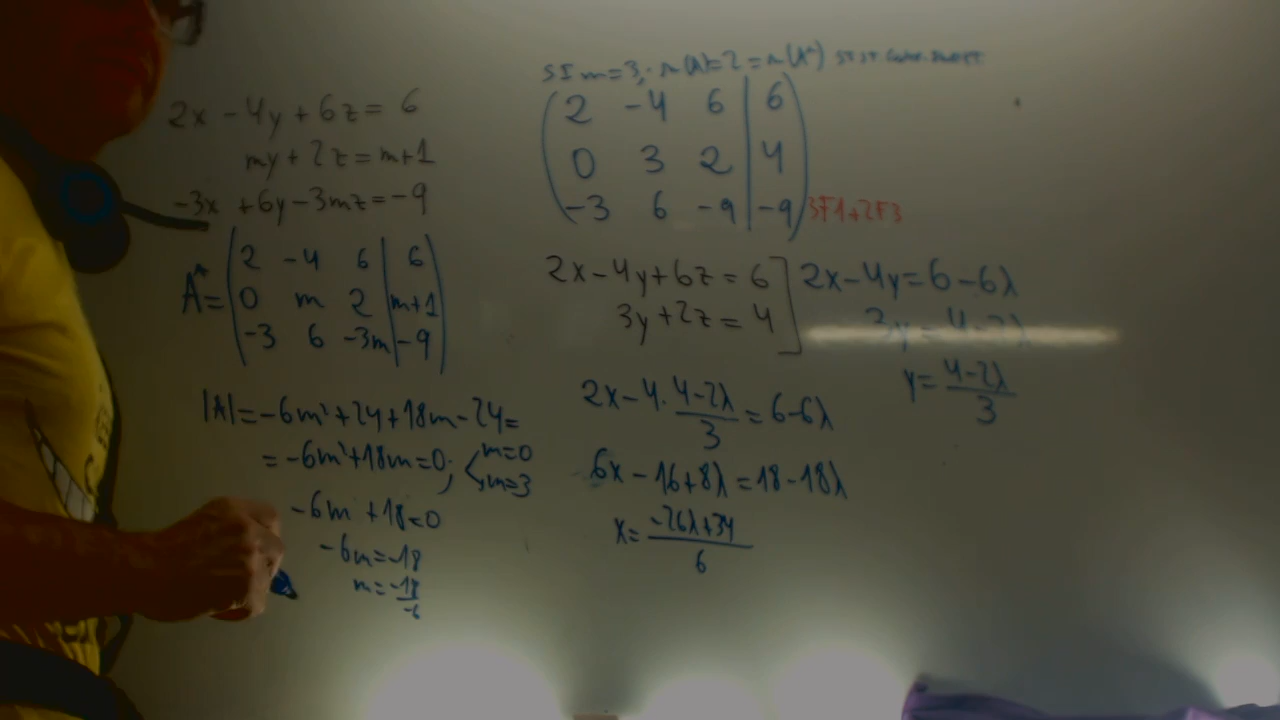 2x - 4y + 6z = 6
my + 2z = m+1
-3x + 6y - 3mz = -9
A* = ( 2 -4 6 | 6
0 m 2 | m+1
-3 6 -3m | -9 )
|A| = -6m² + 24 + 18m - 24 =
= -6m² + 18m = 0; m=0
m=3
-6m + 18 = 0
-6m = -18
m = -18/-6
SI m=3; r(A)=2=r(A*)
( 2 -4 6 | 6
0 3 2 | 4
-3 6 -9 | -9 ) 3F1+2F3
2x - 4y + 6z = 6
3y + 2z = 4 ]
2x - 4y = 6 - 6λ
3y = 4 - 2λ
y = (4-2λ)/3
2x - 4 · (4-2λ)/3 = 6 - 6λ
6x - 16 + 8λ = 18 - 18λ
x = (-26λ+34)/6